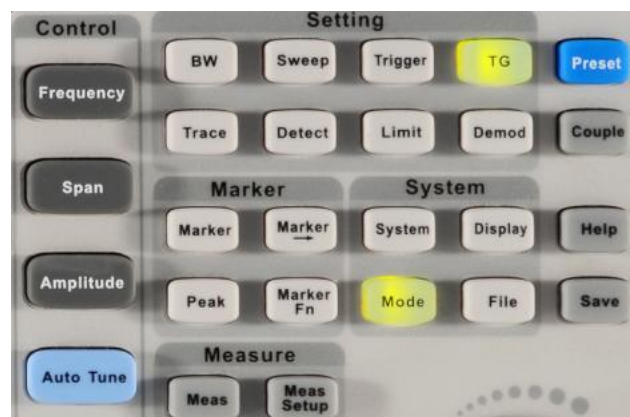 Control
Frequency
Span
Amplitude
Auto Tune
Setting
BW Sweep Trigger TG
Trace Detect Limit Demod
Marker
Marker Marker →
Peak Marker
Fn
System
System Display
Mode File
Measure
Meas Meas
Setup
Preset
Couple
Help
Save